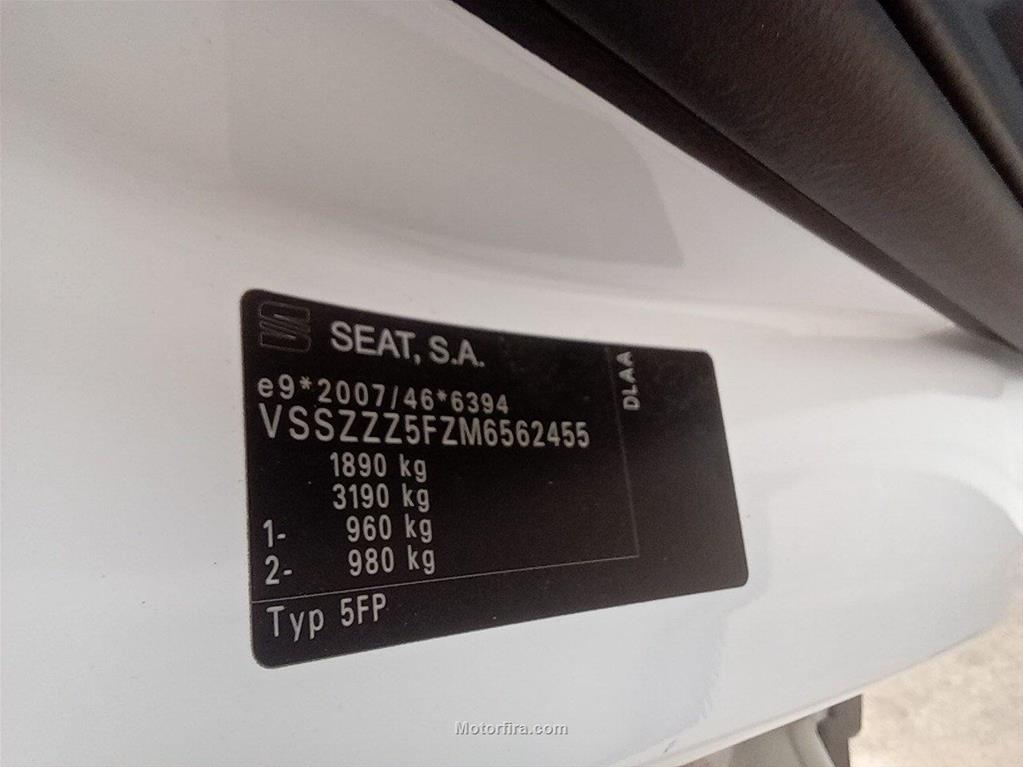 SEAT, S.A.
DLAA
e9*2007/46*6394
VSSZZZ5FZM6562455
1890 kg
3190 kg
1- 960 kg
2- 980 kg
Typ 5FP
Motorfira.com